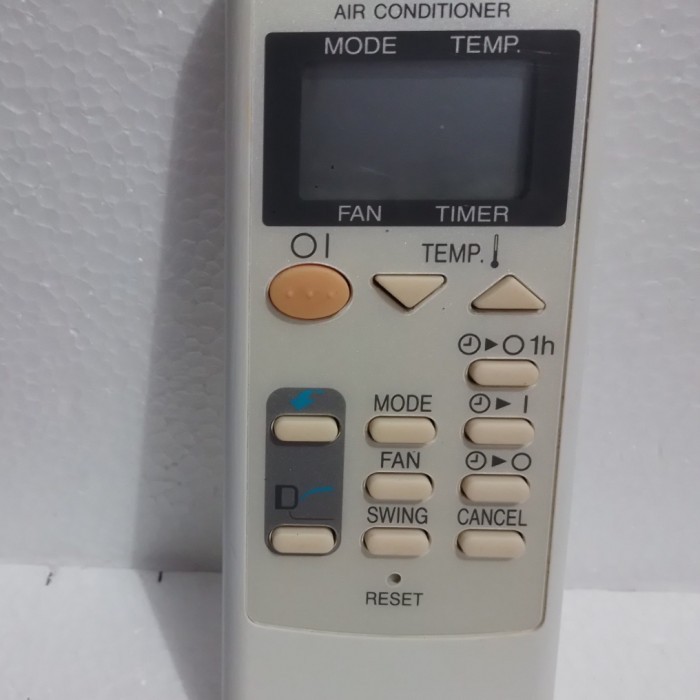 AIR CONDITIONER
MODE TEMP.
FAN TIMER
O I TEMP.
O 1h
MODE I
FAN O
SWING CANCEL
D
RESET